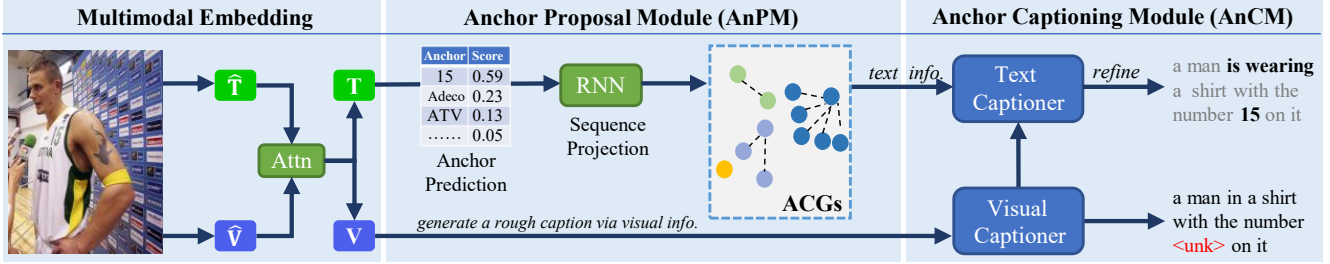 Multimodal Embedding
Anchor Proposal Module (AnPM)
Anchor Captioning Module (AnCM)
T̂
V̂
Attn
T
V
Anchor Score
15 0.59
Adeco 0.23
ATV 0.13
...... 0.05
Anchor
Prediction
RNN
Sequence
Projection
ACGs
generate a rough caption via visual info.
text info.
Text
Captioner
refine
a man is wearing
a shirt with the
number 15 on it
Visual
Captioner
a man in a shirt
with the number
<unk> on it